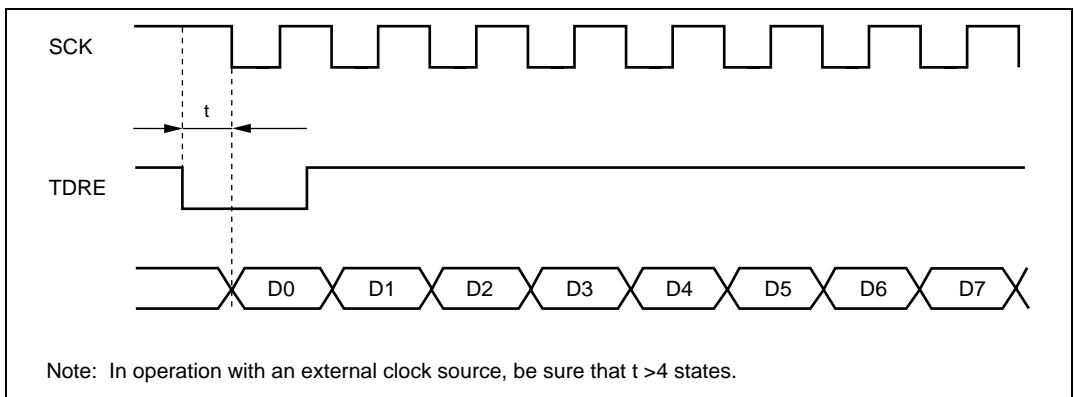 SCK
t
TDRE
D0 D1 D2 D3 D4 D5 D6 D7
Note: In operation with an external clock source, be sure that t >4 states.